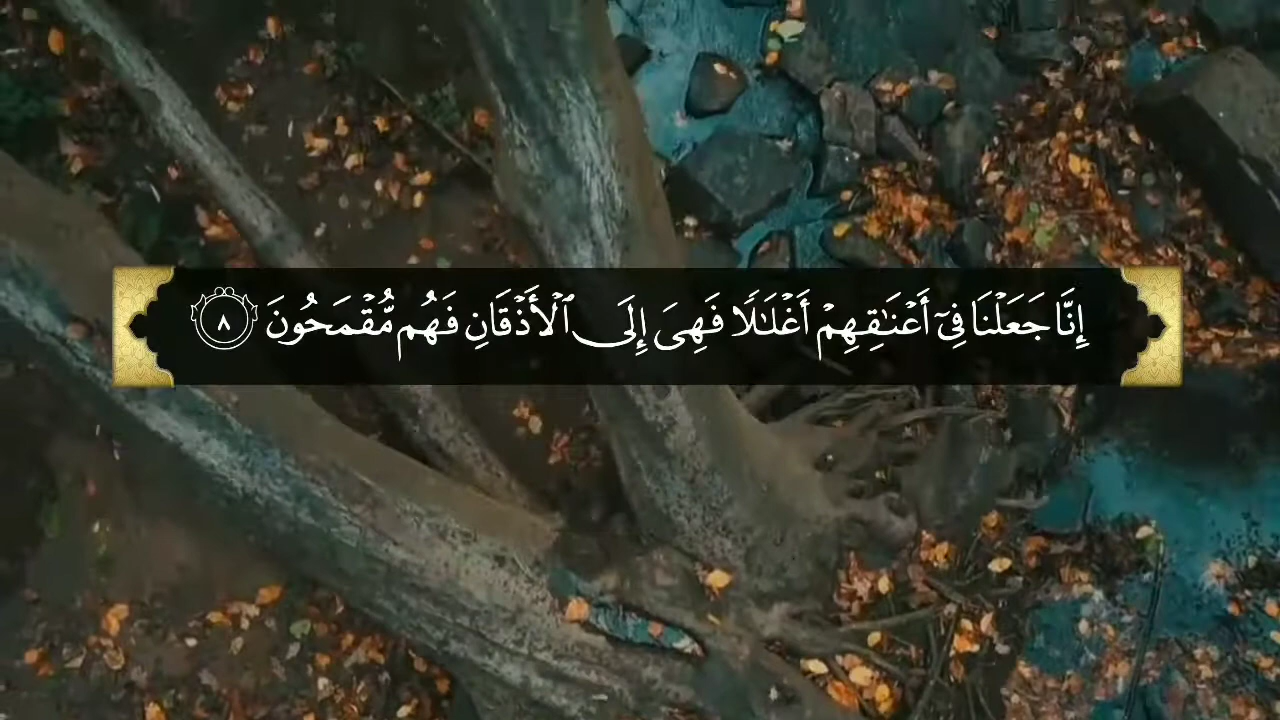 إِنَّا جَعَلْنَا فِىٓ أَعْنَٰقِهِمْ أَغْلَٰلًا فَهِىَ إِلَى ٱلْأَذْقَانِ فَهُم مُّقْمَحُونَ ٨